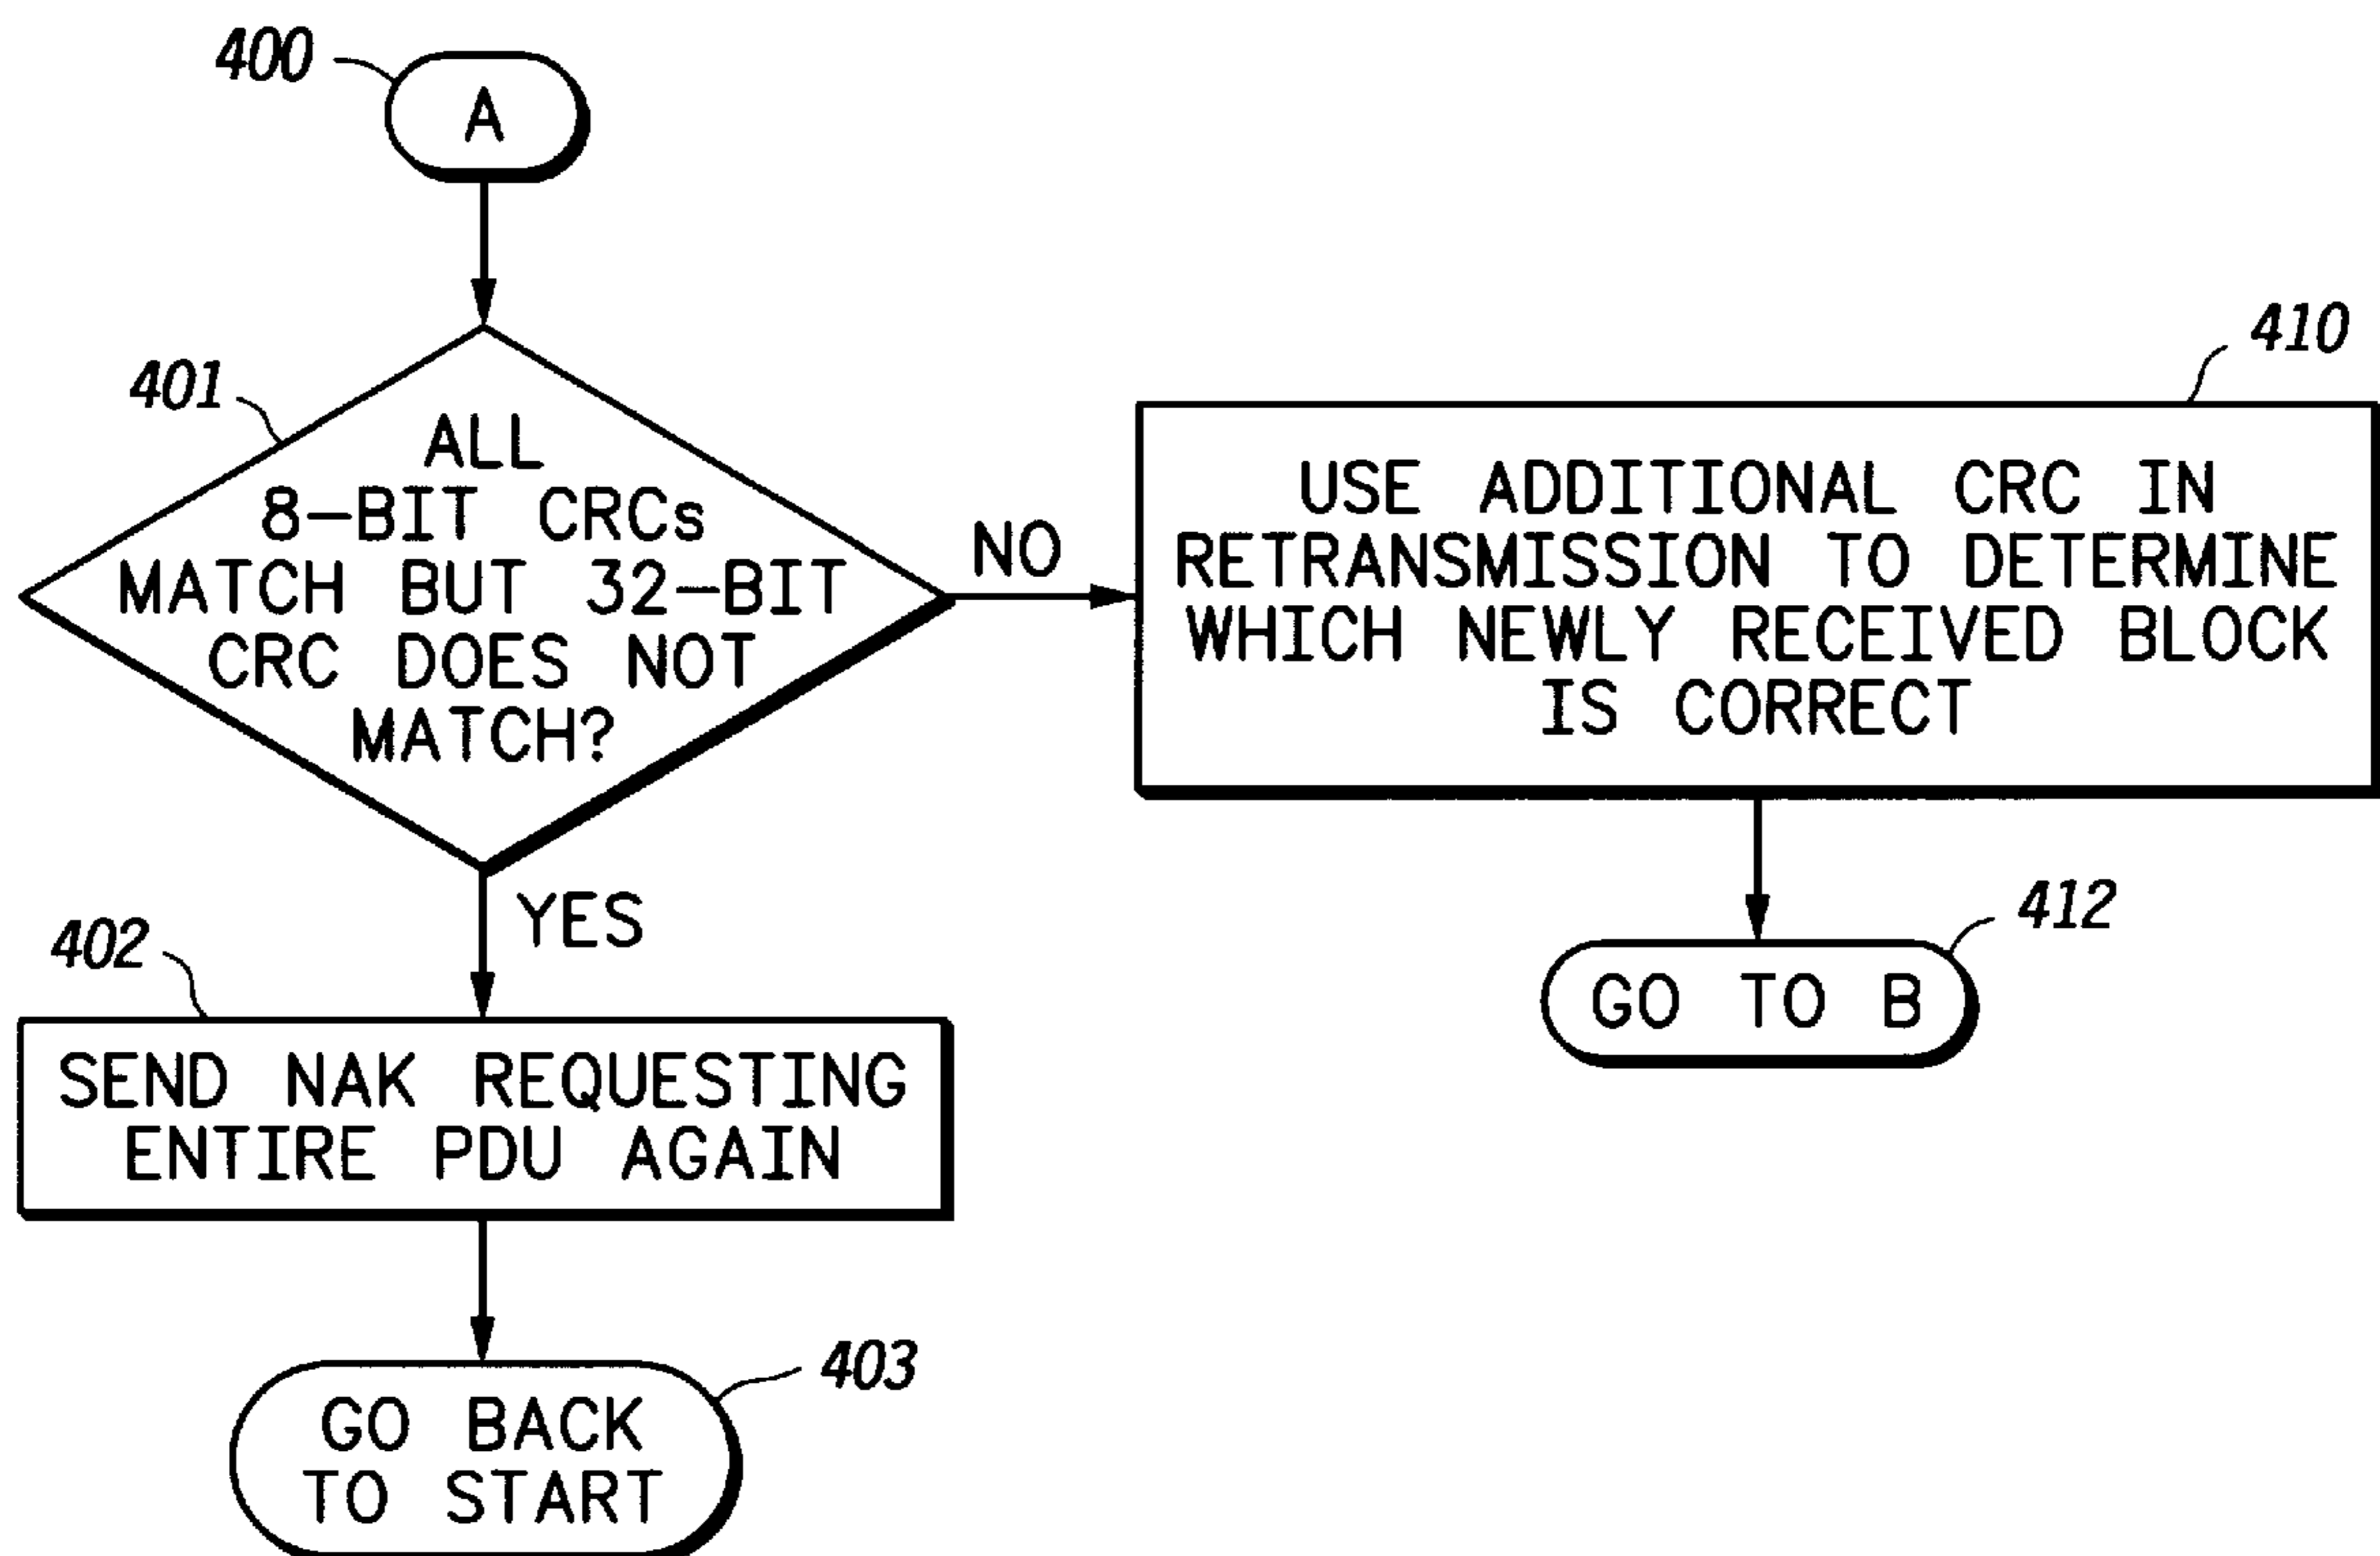 400
A
401
ALL
8-BIT CRCs
MATCH BUT 32-BIT
CRC DOES NOT
MATCH?
NO
410
USE ADDITIONAL CRC IN
RETRANSMISSION TO DETERMINE
WHICH NEWLY RECEIVED BLOCK
IS CORRECT
YES
402
SEND NAK REQUESTING
ENTIRE PDU AGAIN
412
GO TO B
403
GO BACK
TO START